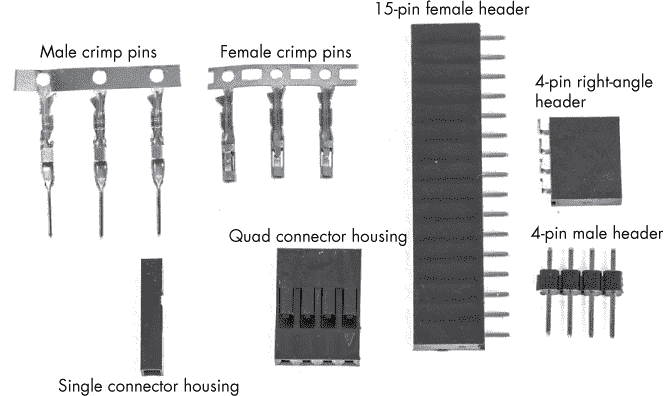 15-pin female header
Male crimp pins
Female crimp pins
4-pin right-angle
header
Quad connector housing
4-pin male header
Single connector housing